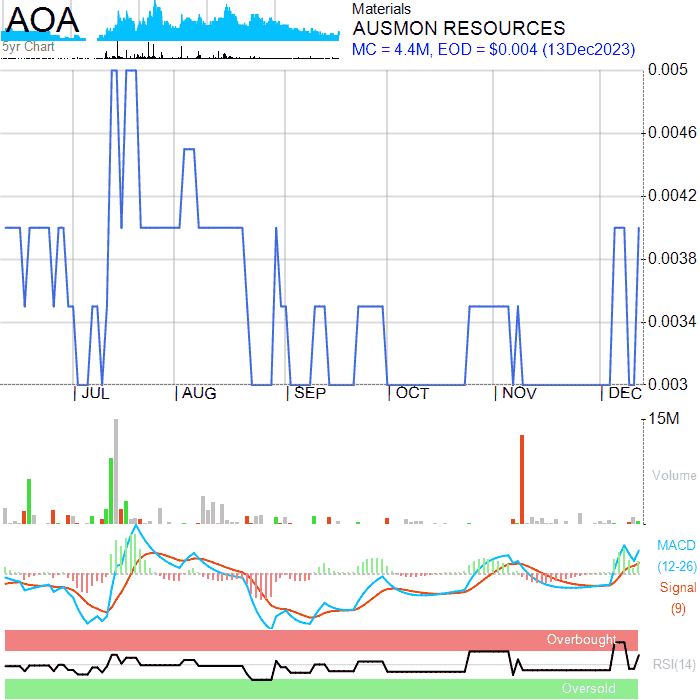 AOA
5yr Chart
Materials
AUSMON RESOURCES
MC = 4.4M, EOD = $0.004 (13Dec2023)
0.005
0.0046
0.0042
0.0038
0.0034
0.003
JUL AUG SEP OCT NOV DEC
15M
Volume
MACD
(12-26)
Signal
(9)
Overbought
RSI(14)
Oversold